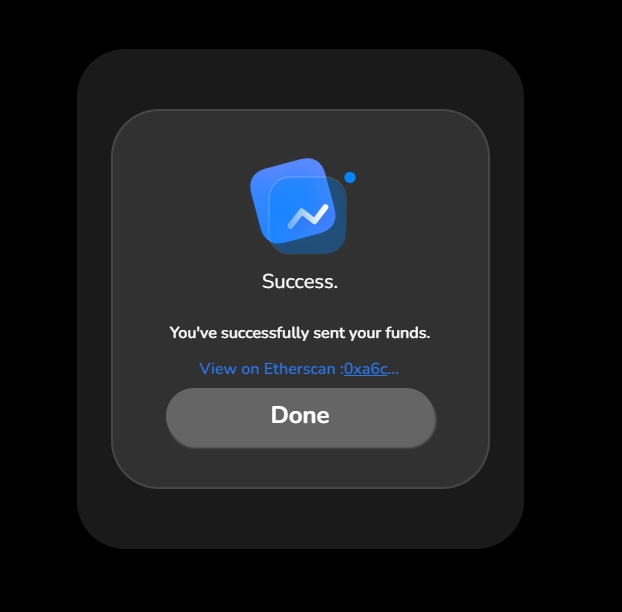 Success.
You've successfully sent your funds.
View on Etherscan :0xa6c...
Done